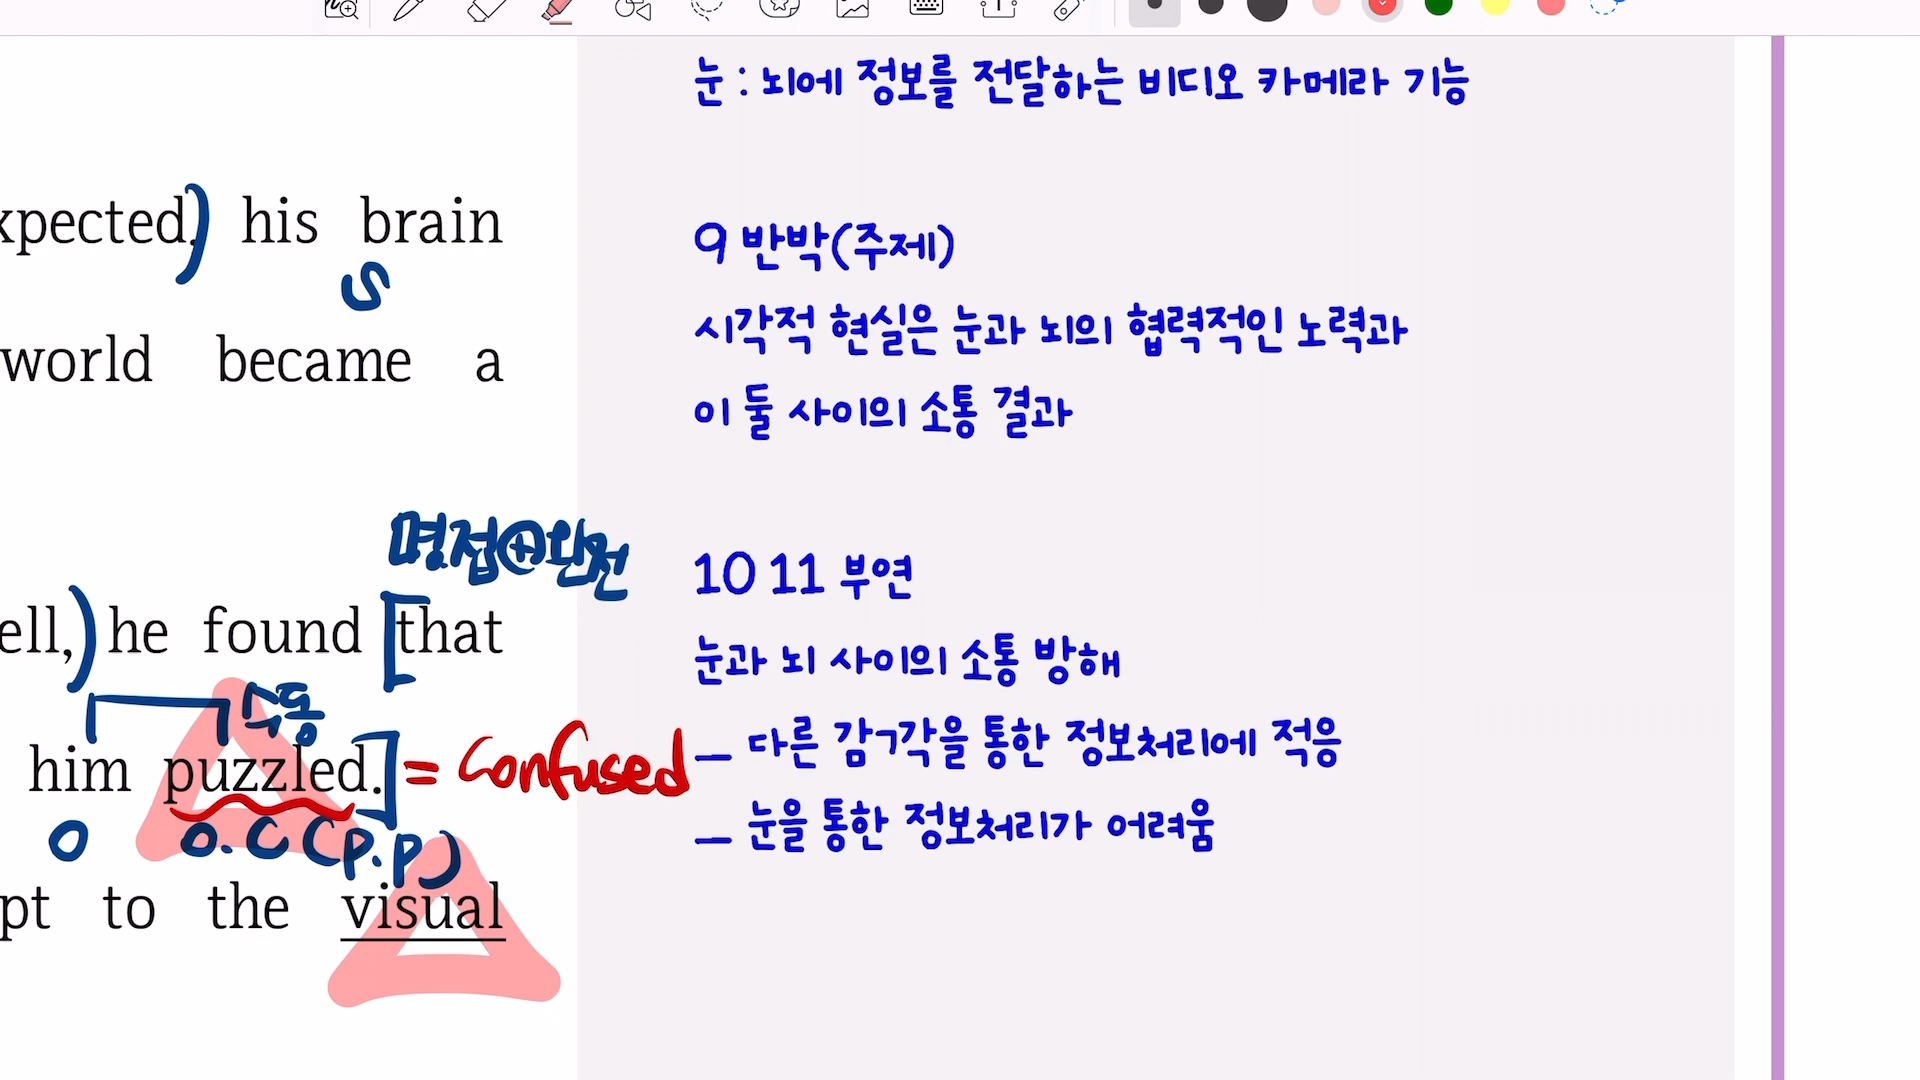 눈 : 뇌에 정보를 전달하는 비디오 카메라 기능
xpected,) his brain
S
9 반박(주제)
시각적 현실은 눈과 뇌의 협력적인 노력과
world became a
이 둘 사이의 소통 결과
명접⊕완전
10 11 부연
ell,) he found [that
눈과 뇌 사이의 소통 방해
수동
him puzzled.] = confused
_ 다른 감ㄱ각을 통한 정보처리에 적응
O O.C (P.P)
_ 눈을 통한 정보처리가 어려움
pt to the visual